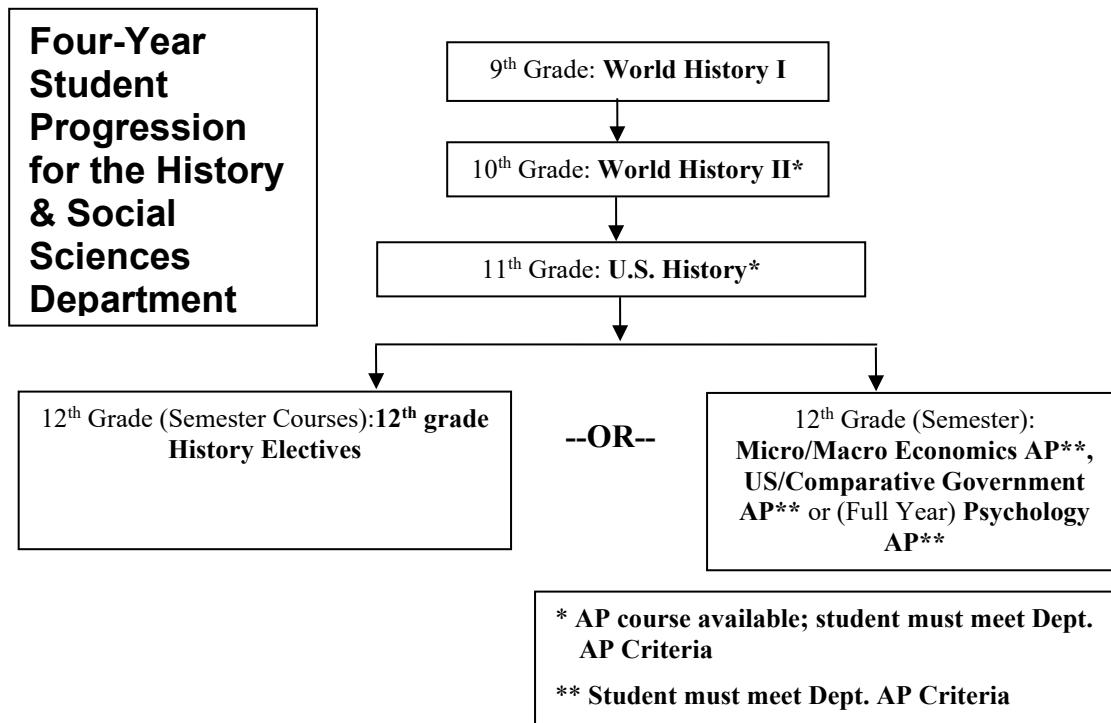 Four-Year
Student
Progression
for the History
& Social
Sciences
Department
9th Grade: World History I
10th Grade: World History II*
11th Grade: U.S. History*
12th Grade (Semester Courses):12th grade
History Electives
--OR--
12th Grade (Semester):
Micro/Macro Economics AP**,
US/Comparative Government
AP** or (Full Year) Psychology
AP**
* AP course available; student must meet Dept.
AP Criteria
** Student must meet Dept. AP Criteria